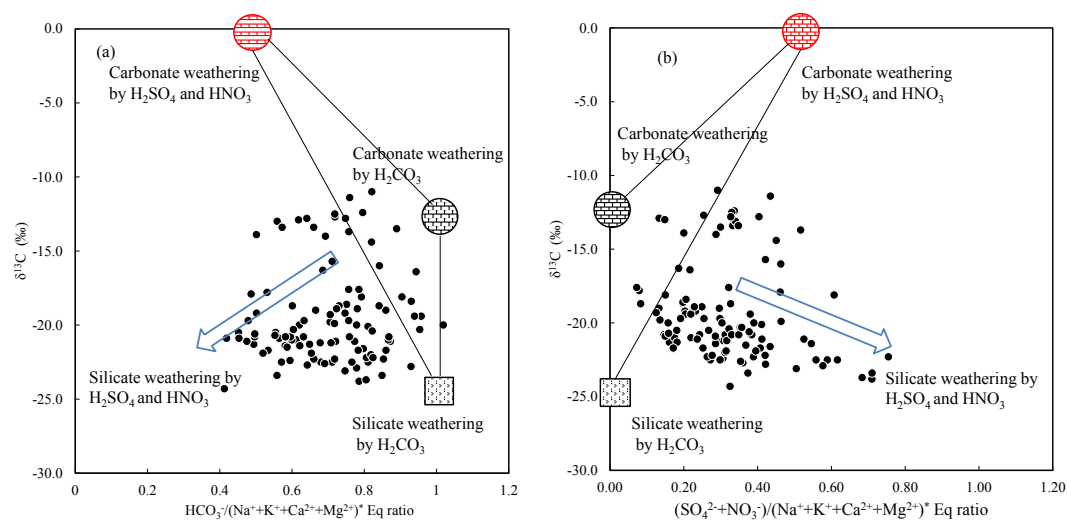 (a)
Carbonate weathering
by H₂SO₄ and HNO₃
Carbonate weathering
by H₂CO₃
Silicate weathering by
H₂SO₄ and HNO₃
Silicate weathering
by H₂CO₃
0.0
-5.0
-10.0
-15.0
-20.0
-25.0
-30.0
δ¹³C (‰)
0
0.2
0.4
0.6
0.8
1
1.2
HCO₃⁻/(Na⁺+K⁺+Ca²⁺+Mg²⁺)* Eq ratio
(b)
Carbonate weathering
by H₂SO₄ and HNO₃
Carbonate weathering
by H₂CO₃
Silicate weathering by
H₂SO₄ and HNO₃
Silicate weathering
by H₂CO₃
0.0
-5.0
-10.0
-15.0
-20.0
-25.0
-30.0
δ¹³C (‰)
0.00
0.20
0.40
0.60
0.80
1.00
1.20
(SO₄²⁻+NO₃⁻)/(Na⁺+K⁺+Ca²⁺+Mg²⁺)* Eq ratio